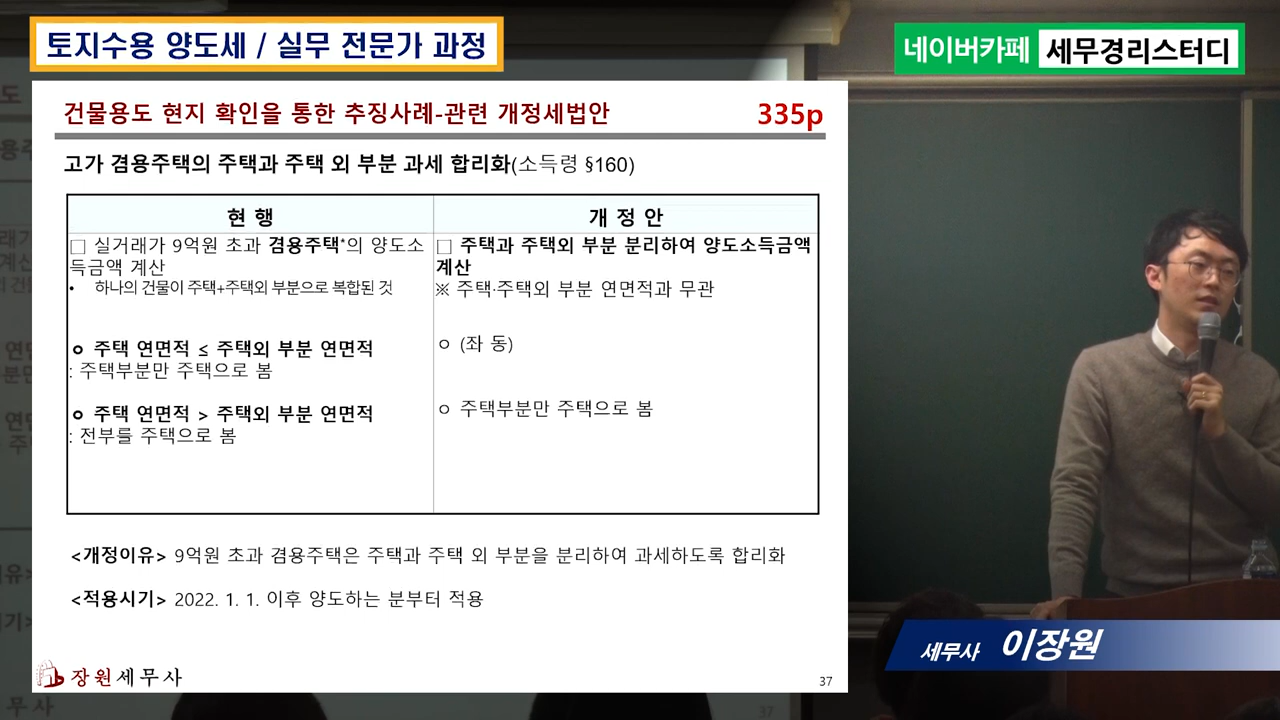 토지수용 양도세 / 실무 전문가 과정
네이버카페 세무경리스터디
건물용도 현지 확인을 통한 추징사례-관련 개정세법안 335p
고가 겸용주택의 주택과 주택 외 부분 과세 합리화(소득령 §160)
현 행
□ 실거래가 9억원 초과 겸용주택*의 양도소
득금액 계산
• 하나의 건물이 주택+주택외 부분으로 복합된 것
ㅇ 주택 연면적 ≤ 주택외 부분 연면적
: 주택부분만 주택으로 봄
ㅇ 주택 연면적 > 주택외 부분 연면적
: 전부를 주택으로 봄
개 정 안
□ 주택과 주택외 부분 분리하여 양도소득금액
계산
※ 주택·주택외 부분 연면적과 무관
ㅇ (좌 동)
ㅇ 주택부분만 주택으로 봄
<개정이유> 9억원 초과 겸용주택은 주택과 주택 외 부분을 분리하여 과세하도록 합리화
<적용시기> 2022. 1. 1. 이후 양도하는 분부터 적용
장원세무사
37
세무사 이장원